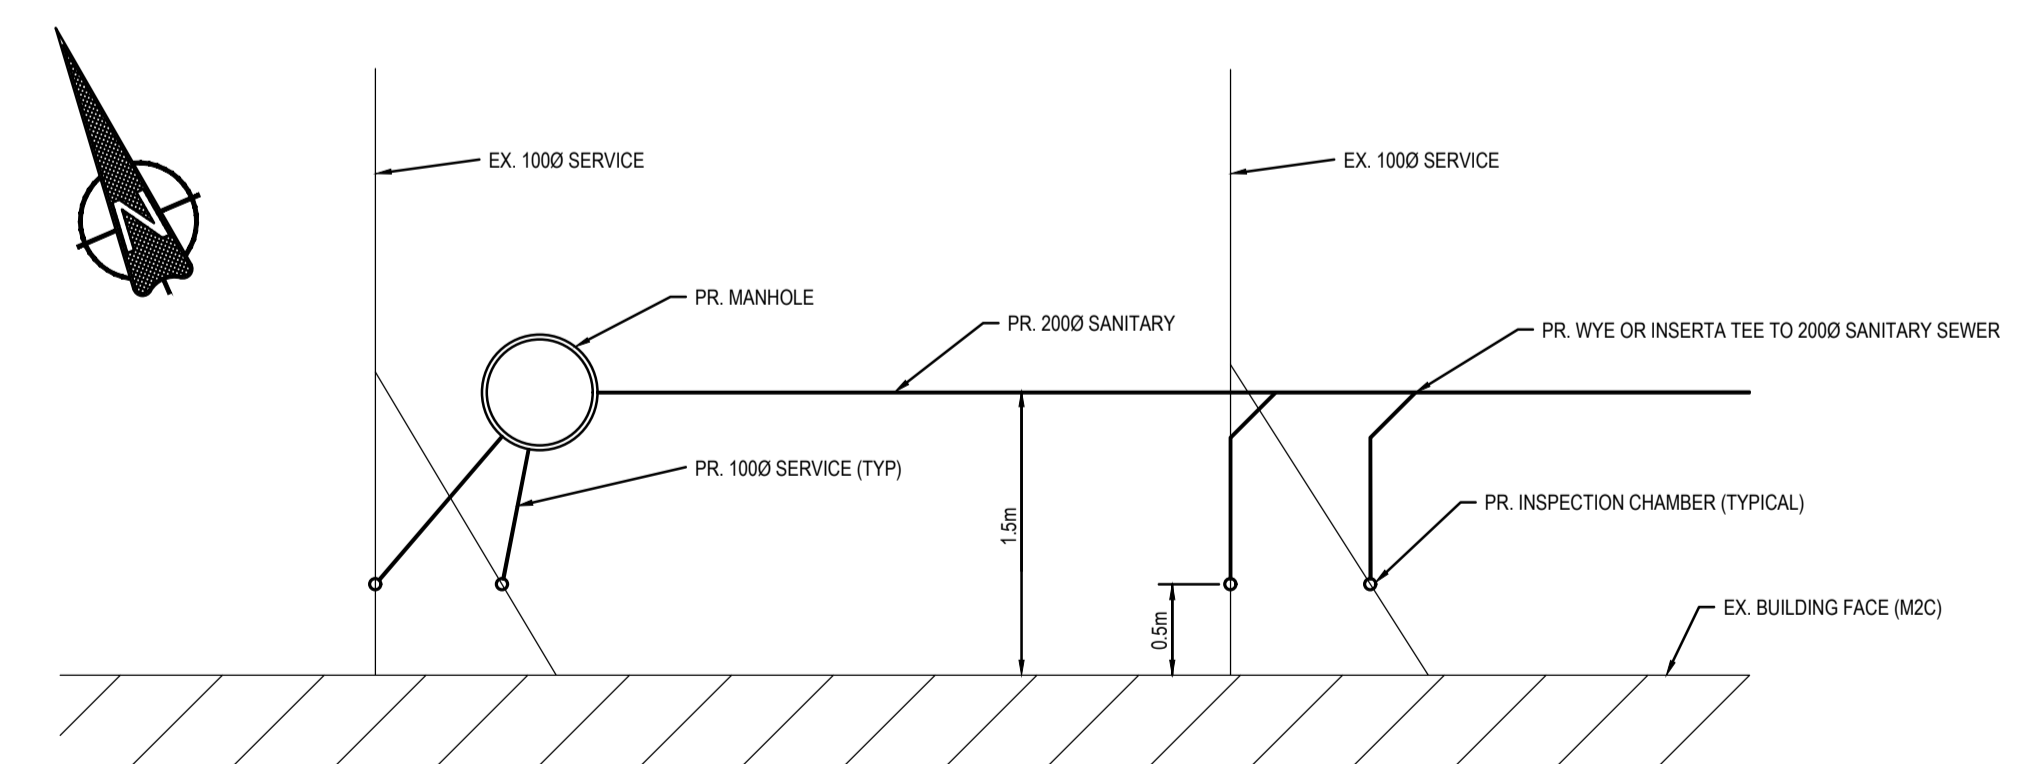 EX. 100Ø SERVICE
EX. 100Ø SERVICE
N
PR. MANHOLE
PR. 200Ø SANITARY
PR. WYE OR INSERTA TEE TO 200Ø SANITARY SEWER
PR. 100Ø SERVICE (TYP)
PR. INSPECTION CHAMBER (TYPICAL)
1.5m
0.5m
EX. BUILDING FACE (M2C)